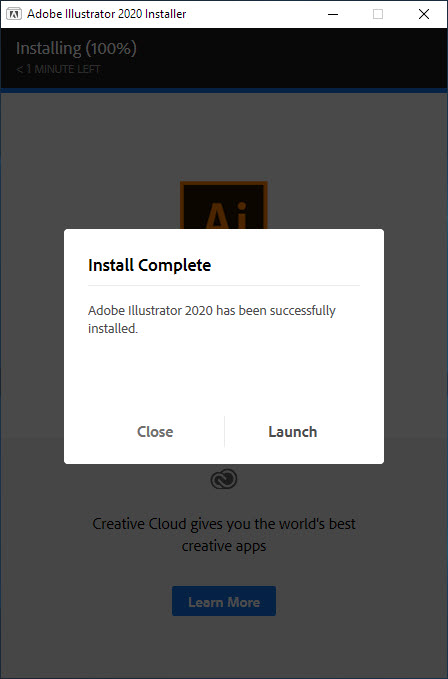 Adobe Illustrator 2020 Installer
Installing (100%)
< 1 MINUTE LEFT
Ai
Install Complete
Adobe Illustrator 2020 has been successfully
installed.
Close
Launch
Creative Cloud gives you the world's best
creative apps
Learn More